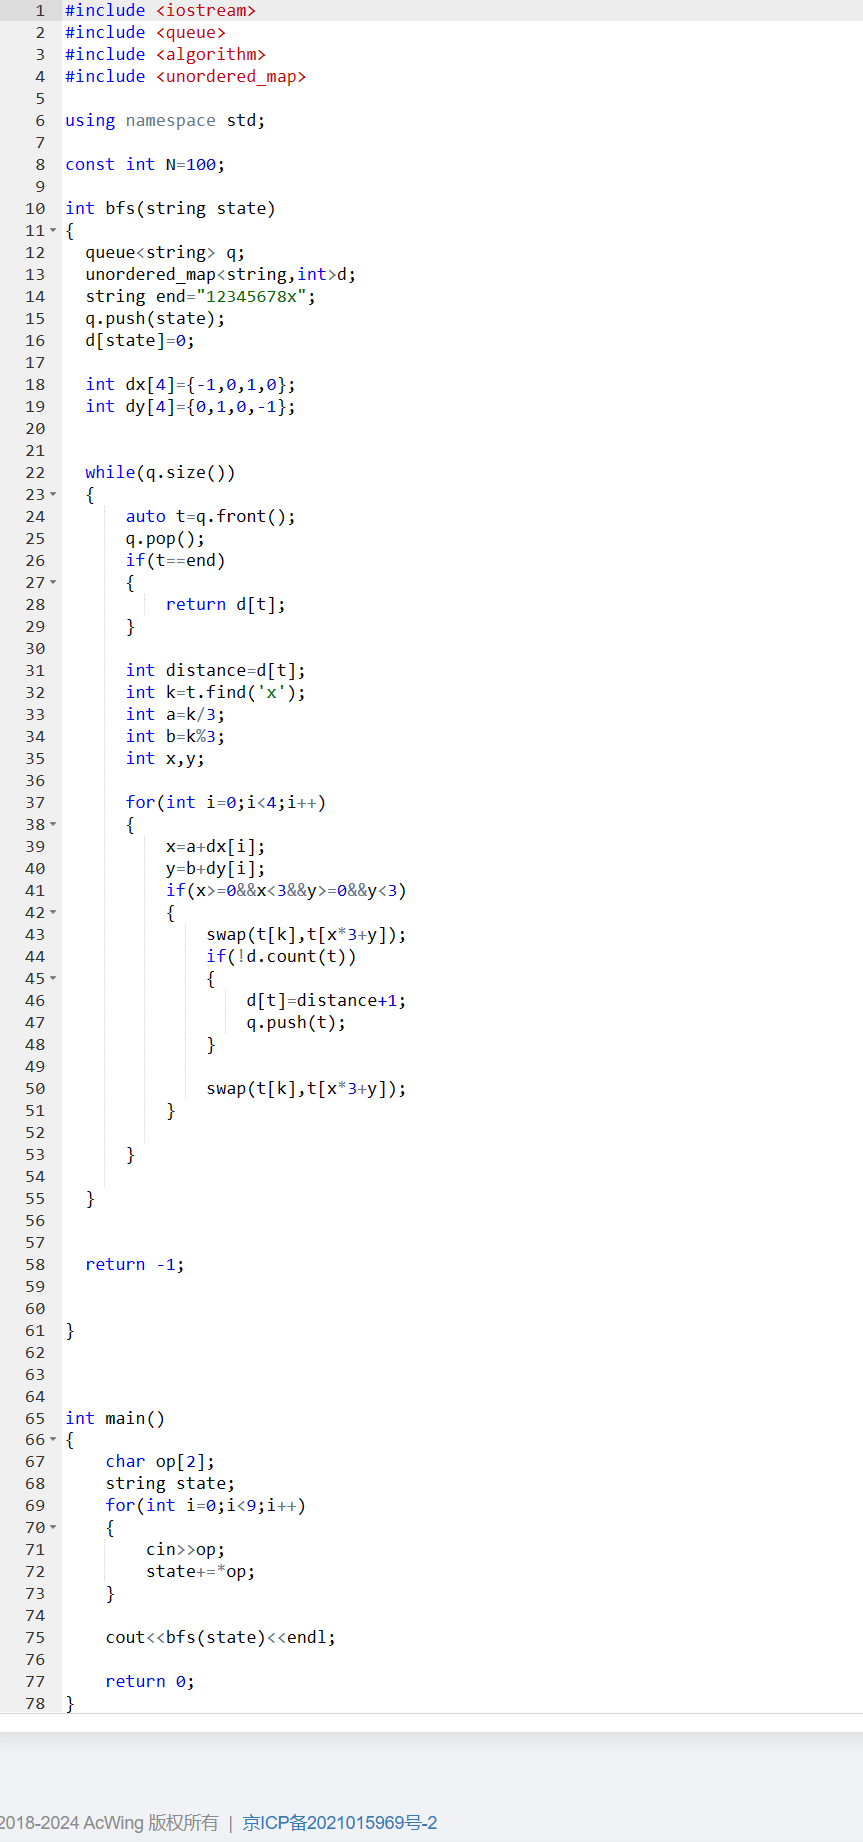 1 #include <iostream>
2 #include <queue>
3 #include <algorithm>
4 #include <unordered_map>
5
6 using namespace std;
7
8 const int N=100;
9
10 int bfs(string state)
11 {
12 queue<string> q;
13 unordered_map<string,int>d;
14 string end="12345678x";
15 q.push(state);
16 d[state]=0;
17
18 int dx[4]={-1,0,1,0};
19 int dy[4]={0,1,0,-1};
20
21
22 while(q.size())
23 {
24 auto t=q.front();
25 q.pop();
26 if(t==end)
27 {
28 return d[t];
29 }
30
31 int distance=d[t];
32 int k=t.find('x');
33 int a=k/3;
34 int b=k%3;
35 int x,y;
36
37 for(int i=0;i<4;i++)
38 {
39 x=a+dx[i];
40 y=b+dy[i];
41 if(x>=0&&x<3&&y>=0&&y<3)
42 {
43 swap(t[k],t[x*3+y]);
44 if(!d.count(t))
45 {
46 d[t]=distance+1;
47 q.push(t);
48 }
49
50 swap(t[k],t[x*3+y]);
51 }
52
53 }
54
55 }
56
57
58 return -1;
59
60
61 }
62
63
64
65 int main()
66 {
67 char op[2];
68 string state;
69 for(int i=0;i<9;i++)
70 {
71 cin>>op;
72 state+=*op;
73 }
74
75 cout<<bfs(state)<<endl;
76
77 return 0;
78 }
2018-2024 AcWing 版权所有 | 京ICP备2021015969号-2